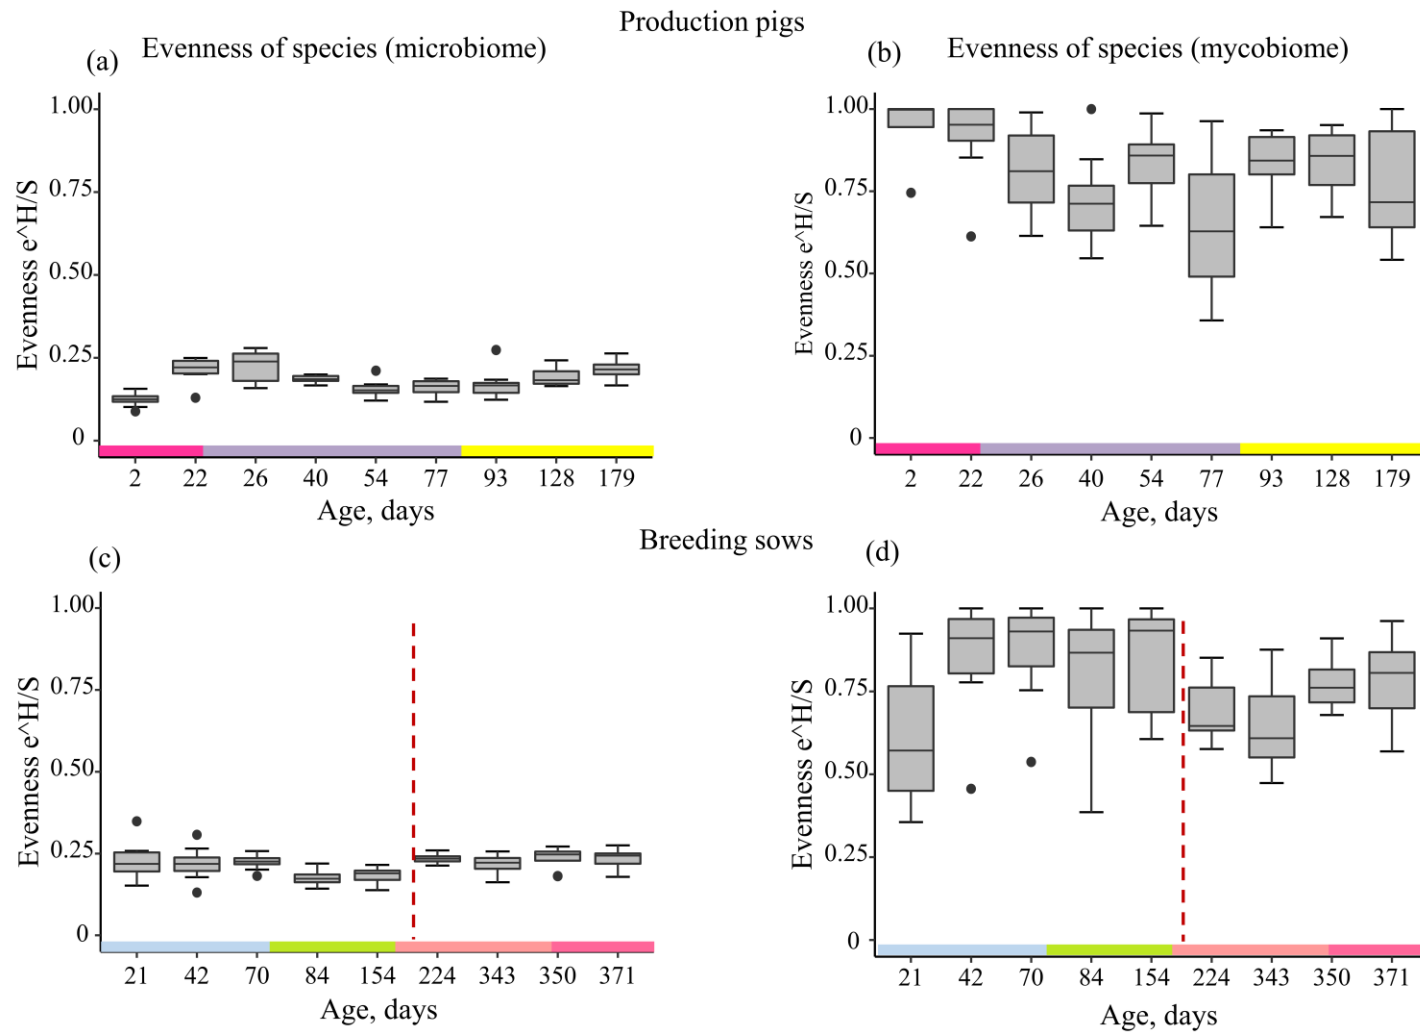 Production pigs
(a) Evenness of species (microbiome)
(b) Evenness of species (mycobiome)
1.00
0.75
0.50
0.25
0
Evenness e^H/S
2 22 26 40 54 77 93 128 179
Age, days
1.00
0.75
0.50
0.25
0
Evenness e^H/S
2 22 26 40 54 77 93 128 179
Age, days
Breeding sows
(c)
(d)
1.00
0.75
0.50
0.25
0
Evenness e^H/S
21 42 70 84 154 224 343 350 371
Age, days
1.00
0.75
0.50
0.25
0
Evenness e^H/S
21 42 70 84 154 224 343 350 371
Age, days